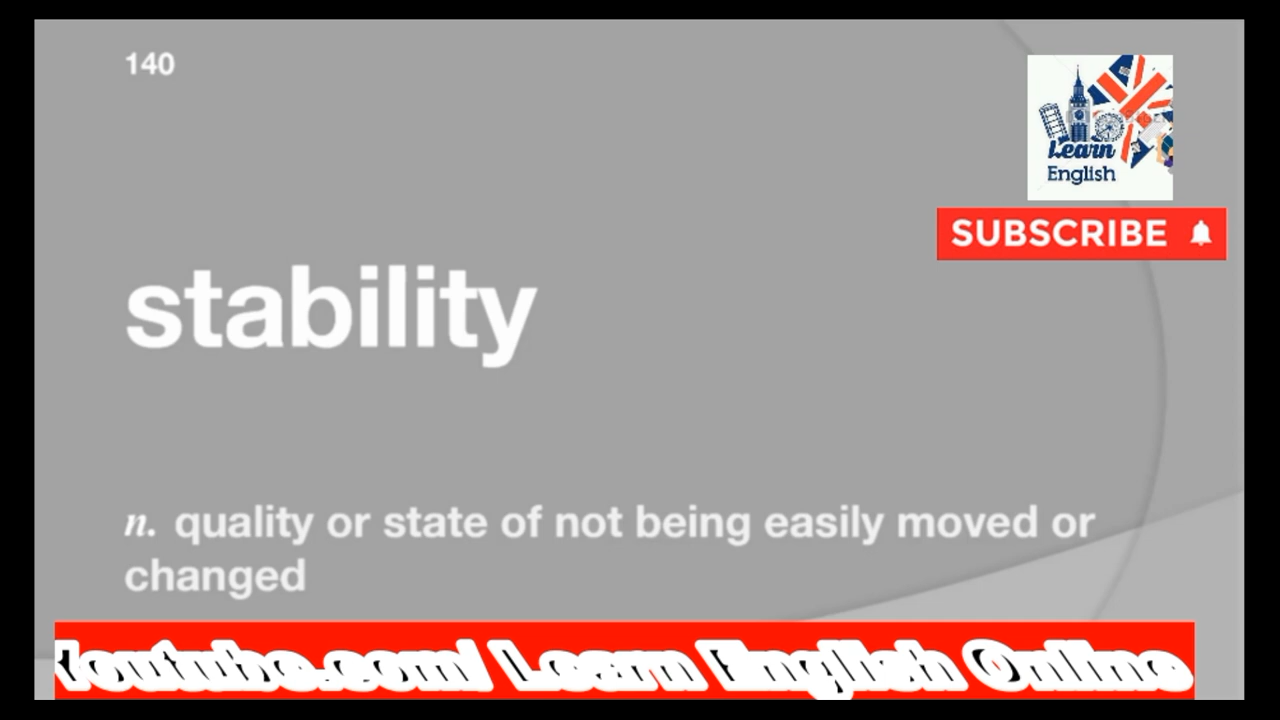 140
Learn
English
SUBSCRIBE
stability
n. quality or state of not being easily moved or
changed
Youtube.com/ Learn English Online